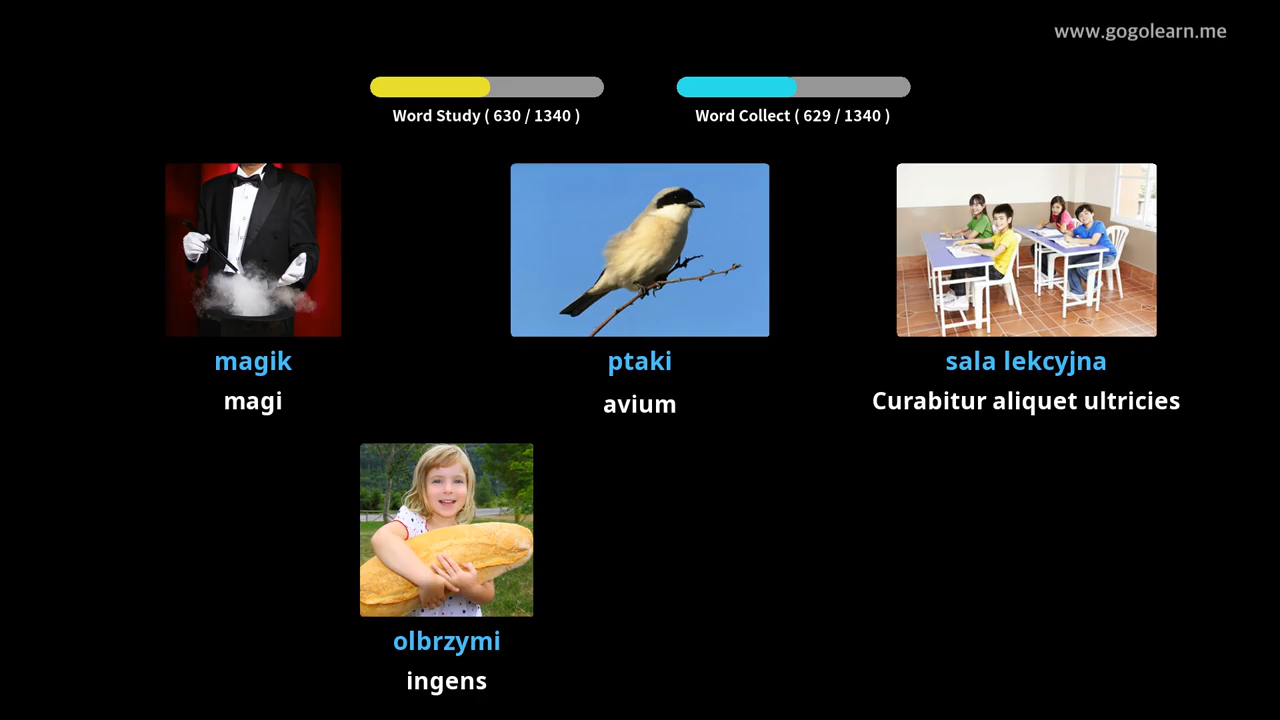 www.gogolearn.me
Word Study ( 630 / 1340 )
Word Collect ( 629 / 1340 )
magik
magi
ptaki
avium
sala lekcyjna
Curabitur aliquet ultricies
olbrzymi
ingens